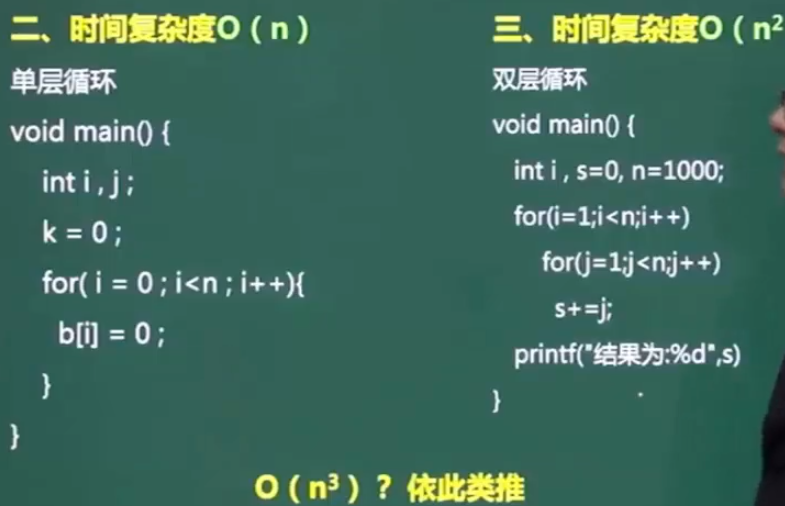 二、时间复杂度O（n）
单层循环
void main() {
int i , j ;
k = 0 ;
for( i = 0 ; i<n ; i++){
b[i] = 0 ;
}
}
三、时间复杂度O（n²
双层循环
void main() {
int i , s=0, n=1000;
for(i=1;i<n;i++)
for(j=1;j<n;j++)
s+=j;
printf("结果为:%d",s)
}
O（n³）？依此类推